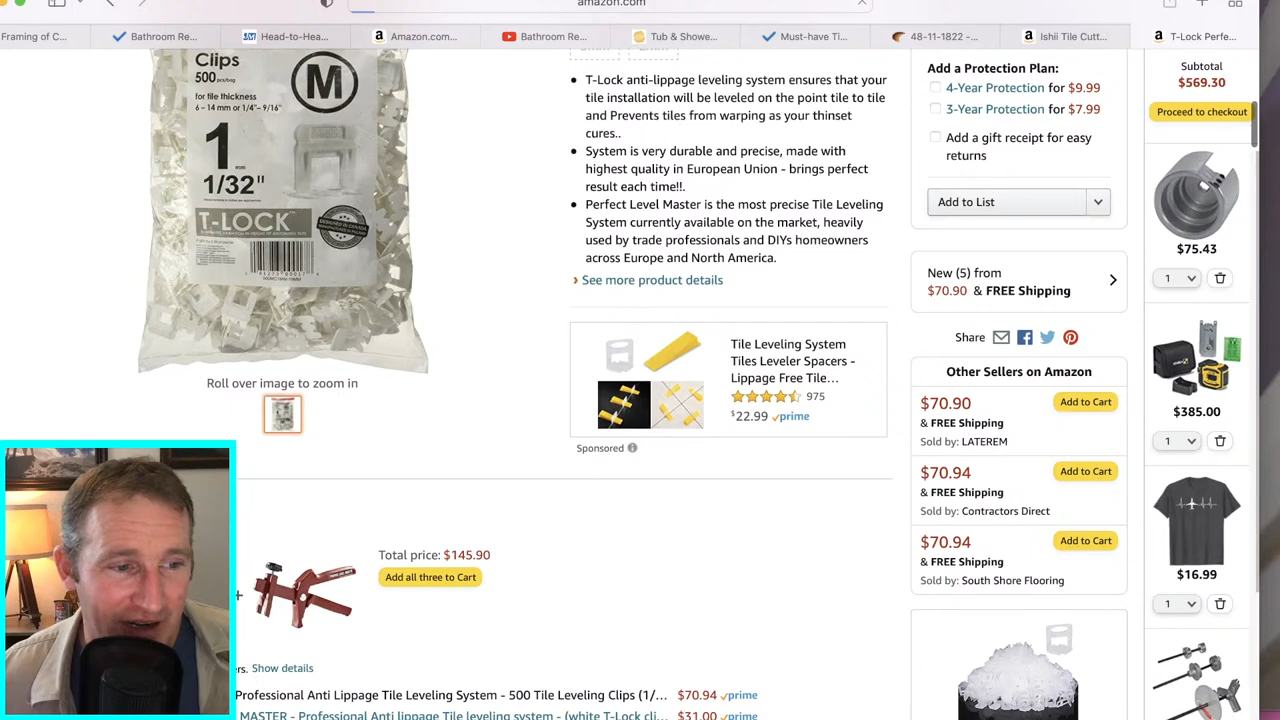 amazon.com
Framing of C...
Bathroom Re...
Head-to-Hea...
Amazon.com...
Bathroom Re...
Tub & Showe...
Must-have Ti...
48-11-1822 -...
Ishii Tile Cutt...
T-Lock Perfe...
Clips
500 pcs/bag
M
for tile thickness
6 - 14 mm or 1/4"- 9/16"
1
1/32"
T-LOCK
Roll over image to zoom in
• T-Lock anti-lippage leveling system ensures that your
tile installation will be leveled on the point tile to tile
and Prevents tiles from warping as your thinset
cures..
• System is very durable and precise, made with
highest quality in European Union - brings perfect
result each time!!.
• Perfect Level Master is the most precise Tile Leveling
System currently available on the market, heavily
used by trade professionals and DIYs homeowners
across Europe and North America.
› See more product details
Tile Leveling System
Tiles Leveler Spacers -
Lippage Free Tile...
975
$22.99 prime
Sponsored
Total price: $145.90
Add all three to Cart
ers. Show details
Professional Anti Lippage Tile Leveling System - 500 Tile Leveling Clips (1/... $70.94 prime
MASTER - Professional Anti lippage Tile leveling system - (white T-Lock cli... $31.00 prime
Add a Protection Plan:
4-Year Protection for $9.99
3-Year Protection for $7.99
Add a gift receipt for easy
returns
Add to List
New (5) from
$70.90 & FREE Shipping
Share
Other Sellers on Amazon
$70.90 Add to Cart
& FREE Shipping
Sold by: LATEREM
$70.94 Add to Cart
& FREE Shipping
Sold by: Contractors Direct
$70.94 Add to Cart
& FREE Shipping
Sold by: South Shore Flooring
Subtotal
$569.30
Proceed to checkout
$75.43
1
$385.00
1
$16.99
1